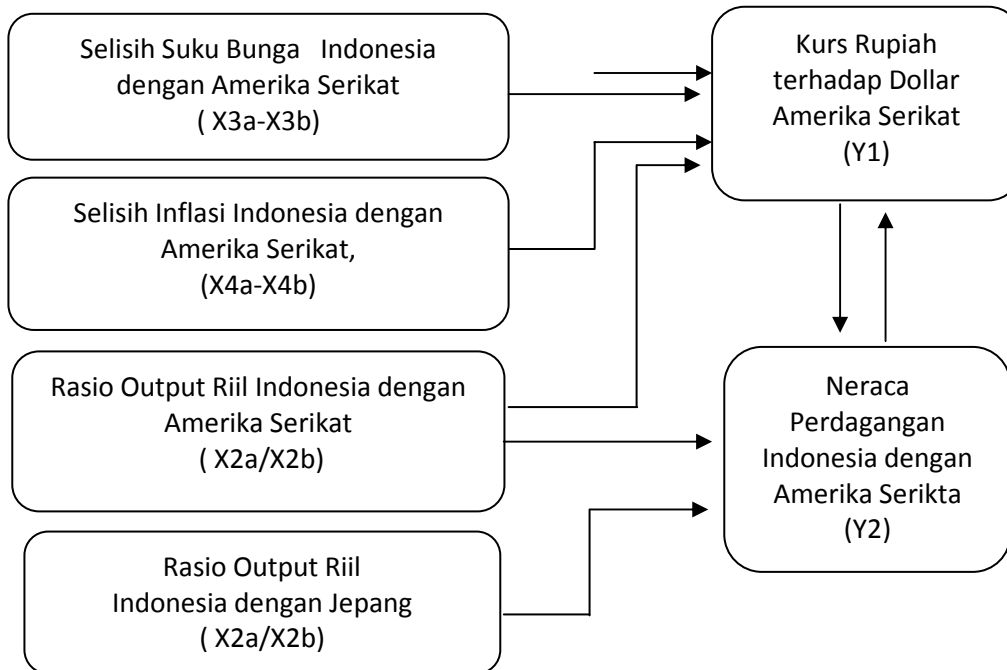 Selisih Suku Bunga Indonesia
dengan Amerika Serikat
( X3a-X3b)
Selisih Inflasi Indonesia dengan
Amerika Serikat,
(X4a-X4b)
Rasio Output Riil Indonesia dengan
Amerika Serikat
( X2a/X2b)
Rasio Output Riil
Indonesia dengan Jepang
( X2a/X2b)
Kurs Rupiah
terhadap Dollar
Amerika Serikat
(Y1)
Neraca
Perdagangan
Indonesia dengan
Amerika Serikta
(Y2)